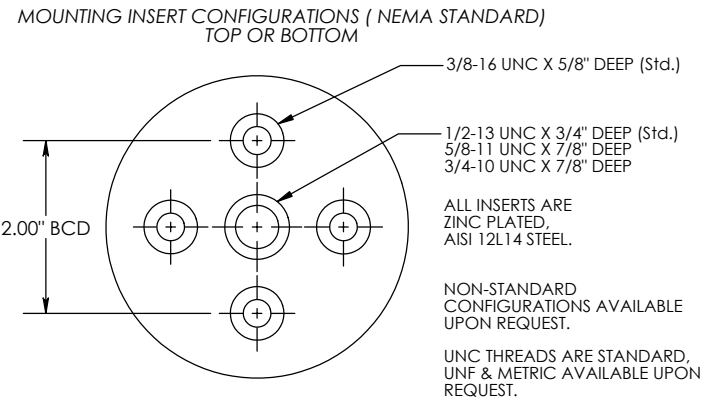 MOUNTING INSERT CONFIGURATIONS ( NEMA STANDARD)
TOP OR BOTTOM
3/8-16 UNC X 5/8" DEEP (Std.)
1/2-13 UNC X 3/4" DEEP (Std.)
5/8-11 UNC X 7/8" DEEP
3/4-10 UNC X 7/8" DEEP
2.00" BCD
ALL INSERTS ARE
ZINC PLATED,
AISI 12L14 STEEL.
NON-STANDARD
CONFIGURATIONS AVAILABLE
UPON REQUEST.
UNC THREADS ARE STANDARD,
UNF & METRIC AVAILABLE UPON
REQUEST.